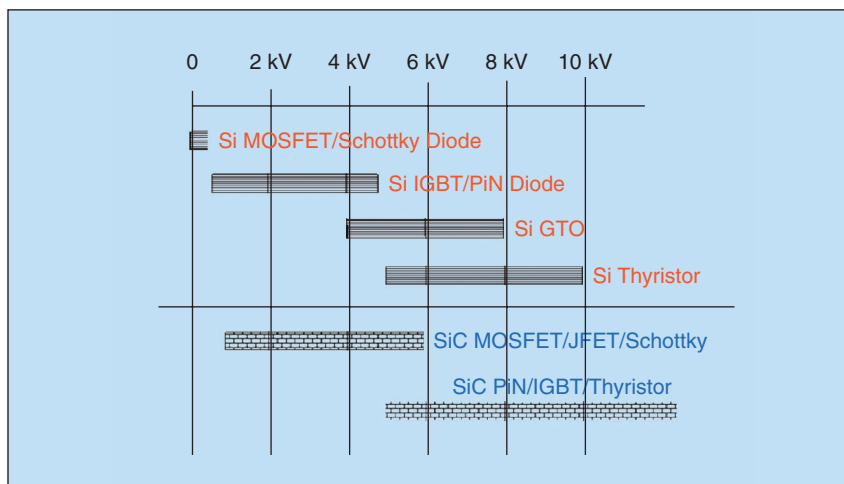 0 2 kV 4 kV 6 kV 8 kV 10 kV
Si MOSFET/Schottky Diode
Si IGBT/PiN Diode
Si GTO
Si Thyristor
SiC MOSFET/JFET/Schottky
SiC PiN/IGBT/Thyristor